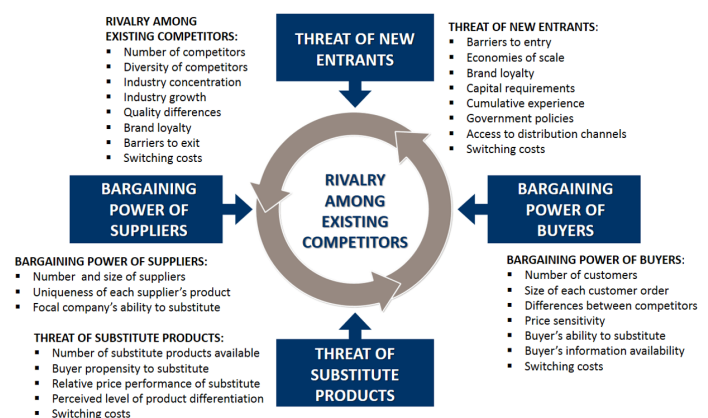 RIVALRY AMONG
EXISTING COMPETITORS:
▪ Number of competitors
▪ Diversity of competitors
▪ Industry concentration
▪ Industry growth
▪ Quality differences
▪ Brand loyalty
▪ Barriers to exit
▪ Switching costs
THREAT OF NEW
ENTRANTS
THREAT OF NEW ENTRANTS:
▪ Barriers to entry
▪ Economies of scale
▪ Brand loyalty
▪ Capital requirements
▪ Cumulative experience
▪ Government policies
▪ Access to distribution channels
▪ Switching costs
BARGAINING
POWER OF
SUPPLIERS
RIVALRY
AMONG
EXISTING
COMPETITORS
BARGAINING
POWER OF
BUYERS
BARGAINING POWER OF SUPPLIERS:
▪ Number and size of suppliers
▪ Uniqueness of each supplier's product
▪ Focal company's ability to substitute
BARGAINING POWER OF BUYERS:
▪ Number of customers
▪ Size of each customer order
▪ Differences between competitors
▪ Price sensitivity
▪ Buyer's ability to substitute
▪ Buyer's information availability
▪ Switching costs
THREAT OF SUBSTITUTE PRODUCTS:
▪ Number of substitute products available
▪ Buyer propensity to substitute
▪ Relative price performance of substitute
▪ Perceived level of product differentiation
▪ Switching costs
THREAT OF
SUBSTITUTE
PRODUCTS